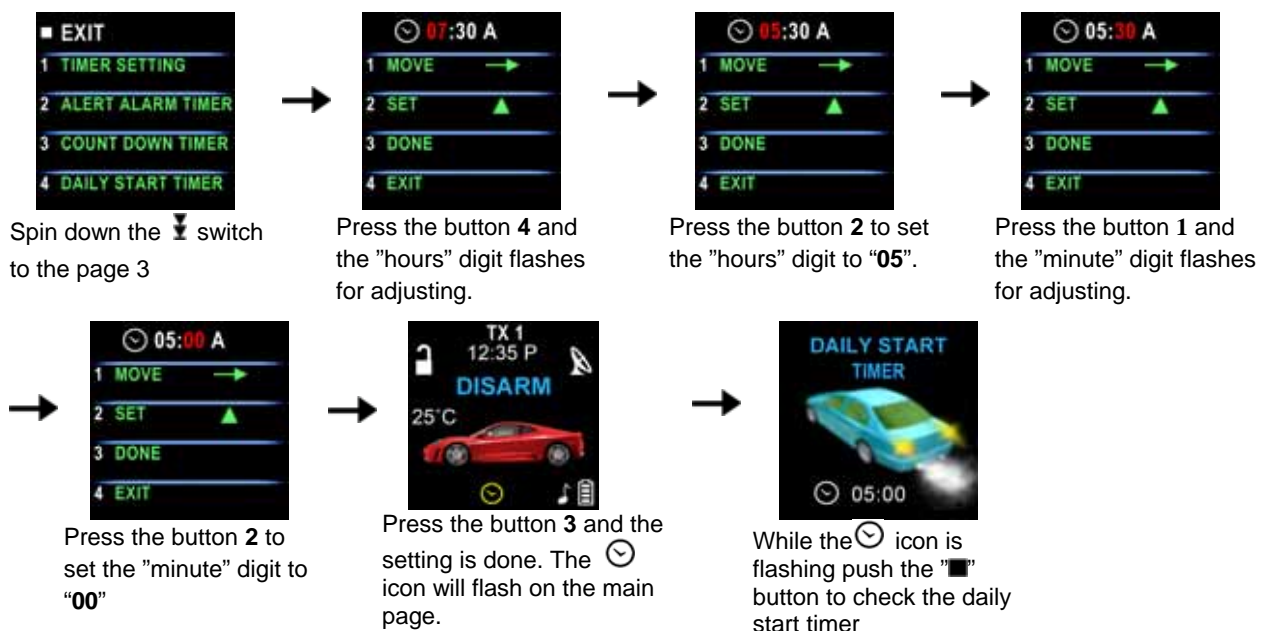 ■ EXIT
1 TIMER SETTING
2 ALERT ALARM TIMER
3 COUNT DOWN TIMER
4 DAILY START TIMER
Spin down the switch
to the page 3
07:30 A
1 MOVE
2 SET ▲
3 DONE
4 EXIT
Press the button 4 and
the "hours" digit flashes
for adjusting.
05:30 A
1 MOVE
2 SET ▲
3 DONE
4 EXIT
Press the button 2 to set
the "hours" digit to “05”.
05:30 A
1 MOVE
2 SET ▲
3 DONE
4 EXIT
Press the button 1 and
the "minute” digit flashes
for adjusting.
05:00 A
1 MOVE
2 SET ▲
3 DONE
4 EXIT
Press the button 2 to
set the "minute” digit to
“00”
TX 1
12:35 P
DISARM
25°C
Press the button 3 and the
setting is done. The
icon will flash on the main
page.
DAILY START
TIMER
05:00
While the icon is
flashing push the "■”
button to check the daily
start timer